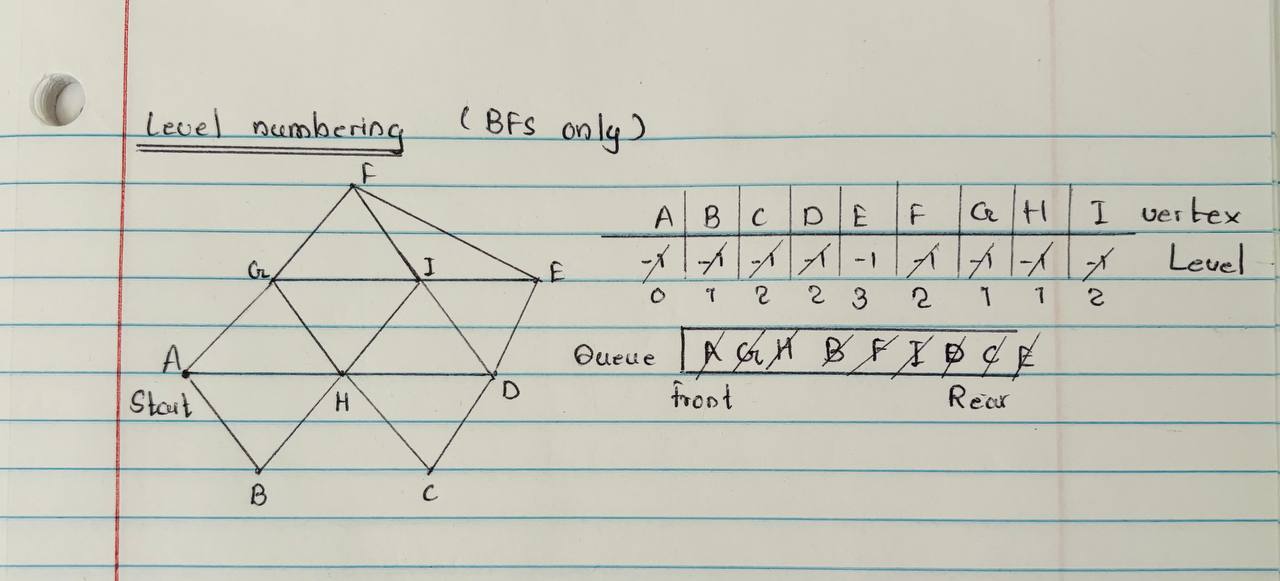 Level numbering (BFS only)
F
A B C D E F G H I vertex
G I E
-1 -1 -1 -1 -1 -1 -1 -1 -1 Level
0 1 2 2 3 2 1 1 2
A
Queue A G H B F I D C E
Start H D
Front Rear
B C